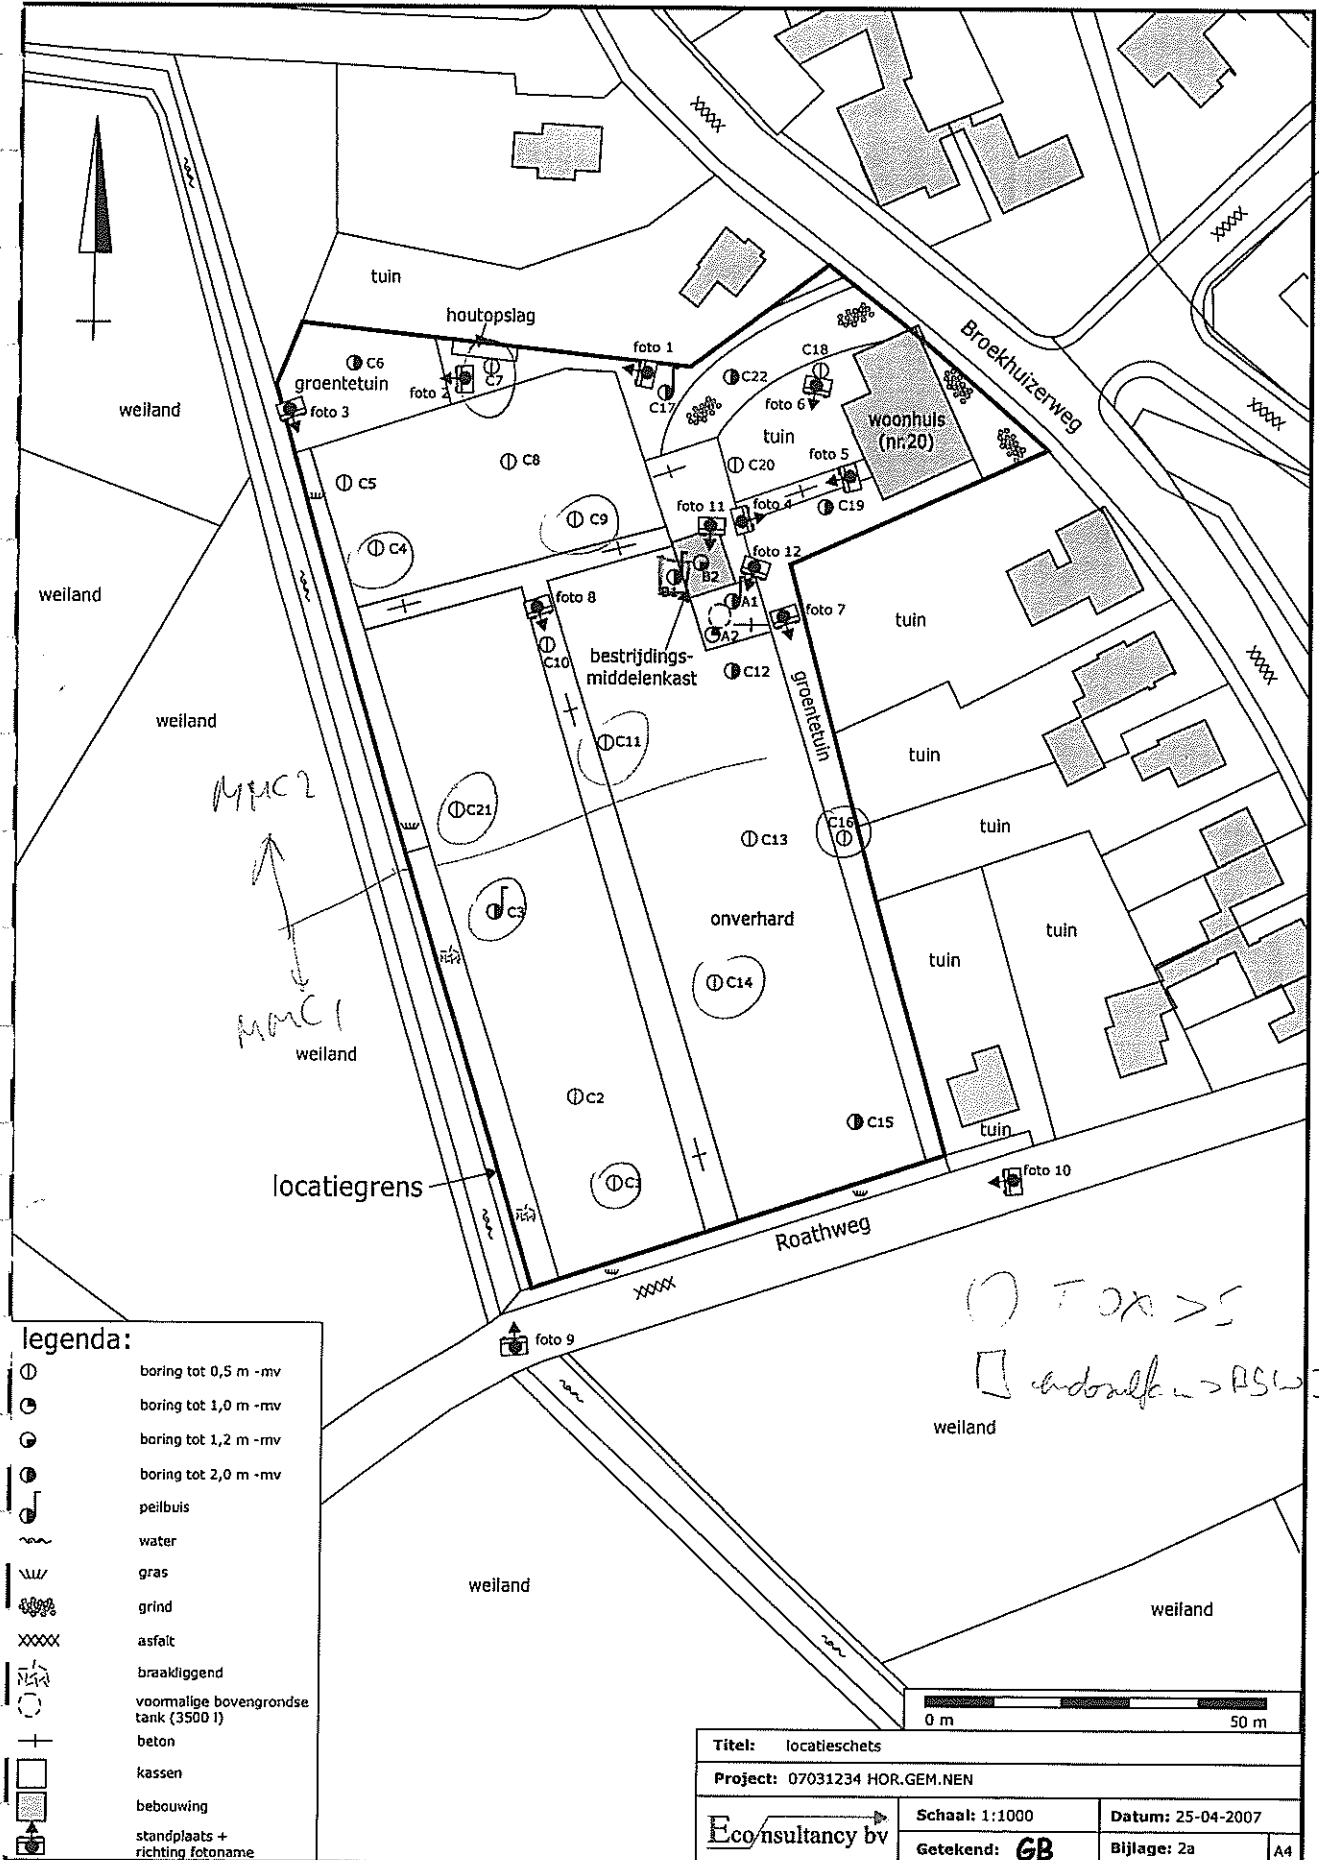 tuin
houtopslag
foto 1
C18
C6
groentetuin
C7
foto 2
C22
C17
foto 6
Broekhuizerweg
weiland
foto 3
woonhuis
(nr.20)
tuin
C8
C20
foto 5
C5
C9
foto 11
foto 4
C19
C4
foto 12
B2
B1
weiland
foto 8
A1
foto 7
tuin
A2
C10
bestrijdings-
middelenkast
C12
groentetuin
weiland
C11
tuin
MMC2
C21
C16
C13
tuin
C3
onverhard
tuin
tuin
C14
MMC1
weiland
C2
C15
tuin
locatiegrens
foto 10
Roathweg
TOX >S
foto 9
weiland
weiland
weiland
legenda:
boring tot 0,5 m -mv
boring tot 1,0 m -mv
boring tot 1,2 m -mv
boring tot 2,0 m -mv
peilbuis
water
gras
grind
asfalt
braakliggend
voormalige bovengrondse
tank (3500 l)
beton
kassen
bebouwing
standplaats +
richting fotoname
0 m 50 m
Titel: locatieschets
Project: 07031234 HOR.GEM.NEN
Econsultancy bv
Schaal: 1:1000
Datum: 25-04-2007
Getekend: GB
Bijlage: 2a
A4